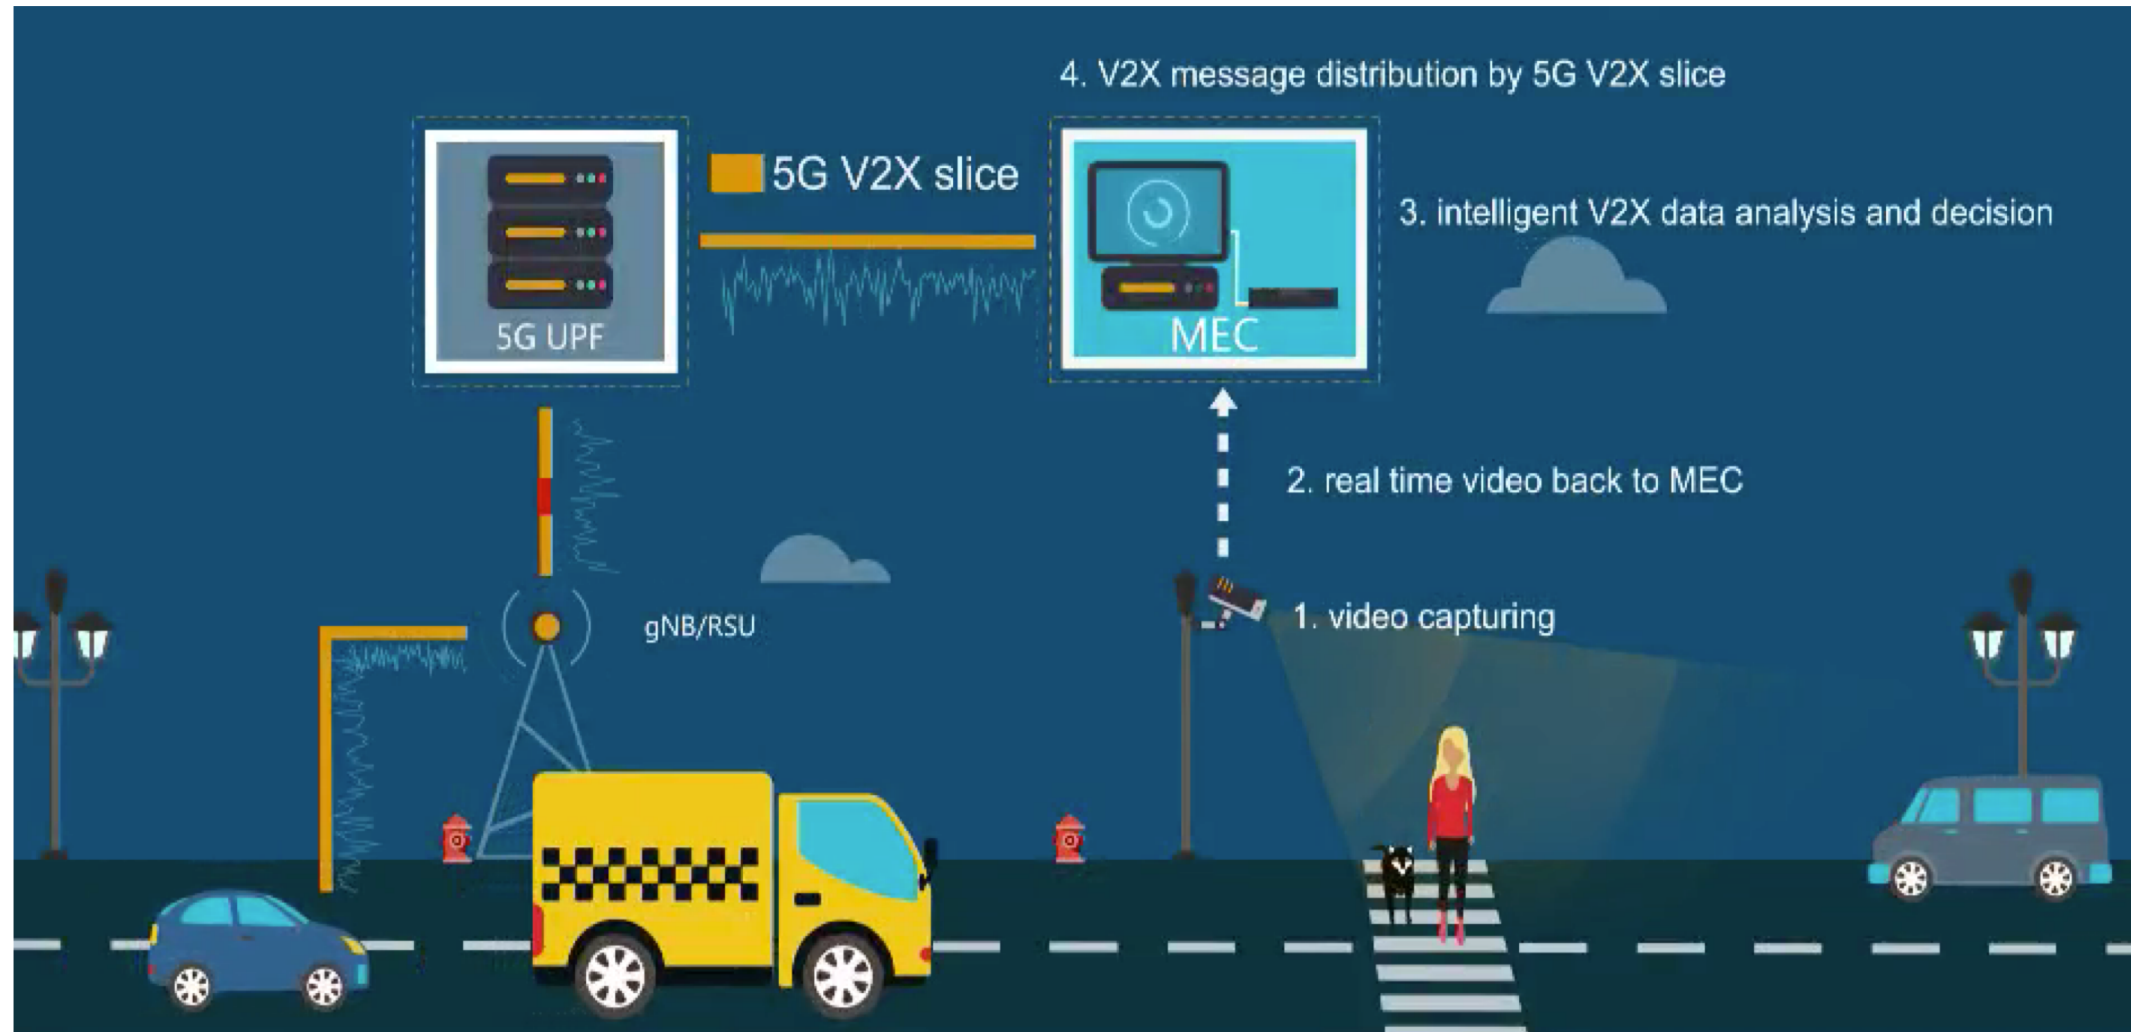 4. V2X message distribution by 5G V2X slice
5G V2X slice
3. intelligent V2X data analysis and decision
5G UPF
MEC
2. real time video back to MEC
1. video capturing
gNB/RSU